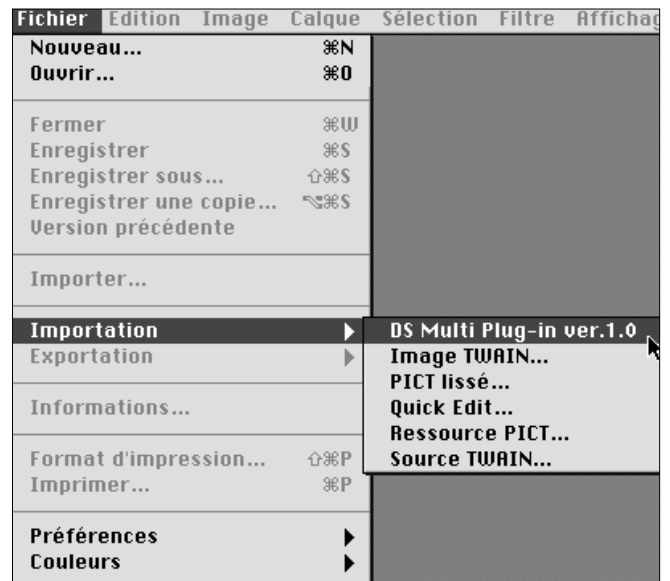 Fichier Edition Image Calque Sélection Filtre Affichag
Nouveau... ⌘N
Ouvrir... ⌘O
Fermer ⌘W
Enregistrer ⌘S
Enregistrer sous... ⇧⌘S
Enregistrer une copie... ⌥⌘S
Version précédente
Importer...
Importation ▶
Exportation ▶
Informations...
Format d'impression... ⇧⌘P
Imprimer... ⌘P
Préférences ▶
Couleurs ▶
DS Multi Plug-in ver.1.0
Image TWAIN...
PICT lissé...
Quick Edit...
Ressource PICT...
Source TWAIN...